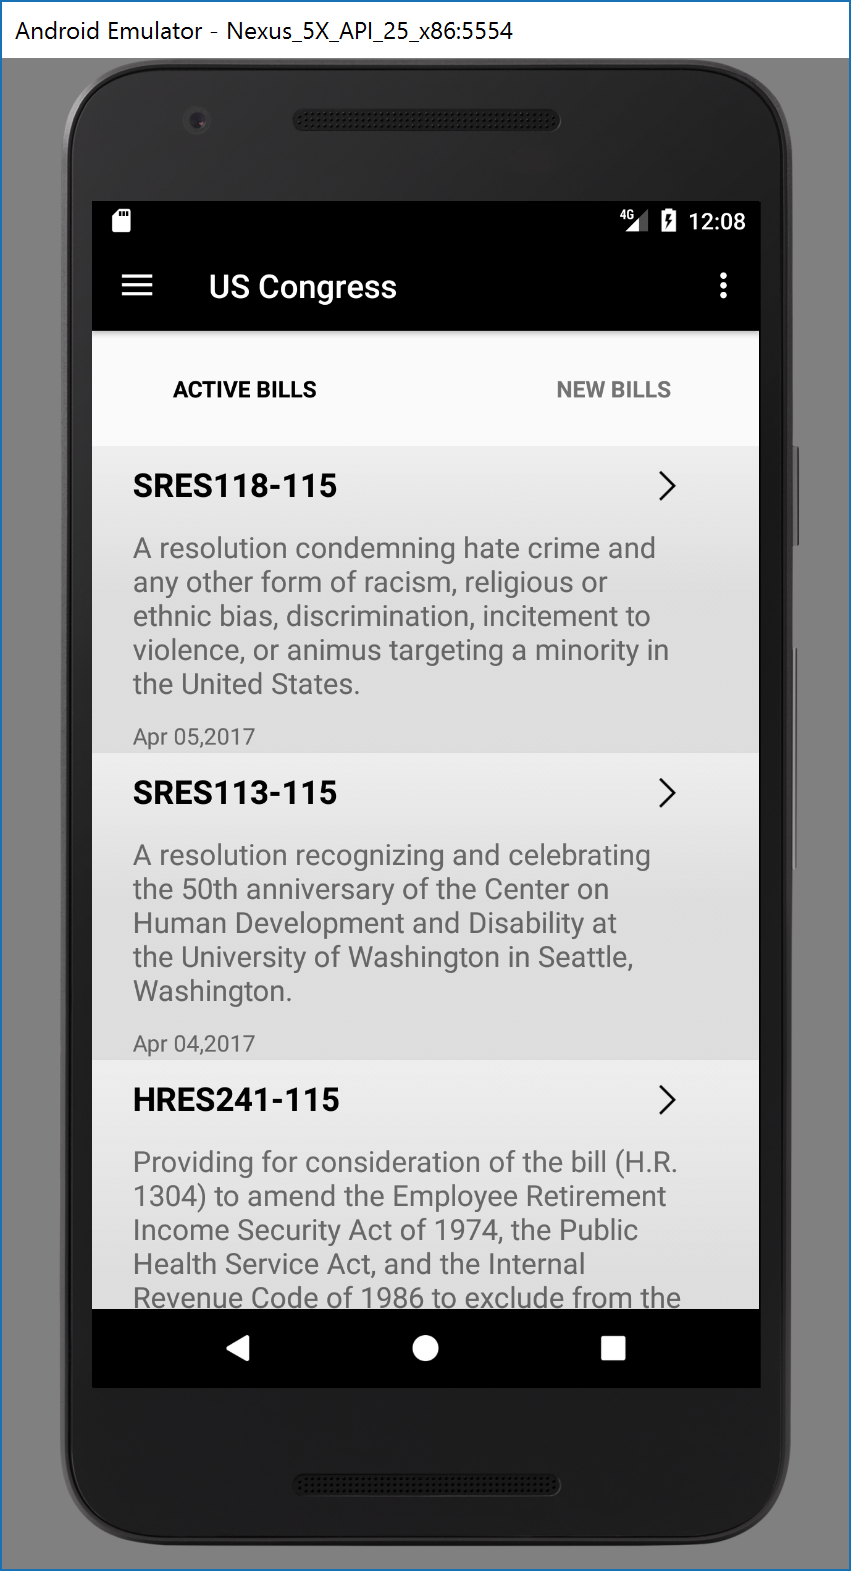 Android Emulator - Nexus_5X_API_25_x86:5554
4G 12:08
US Congress
ACTIVE BILLS NEW BILLS
SRES118-115
A resolution condemning hate crime and
any other form of racism, religious or
ethnic bias, discrimination, incitement to
violence, or animus targeting a minority in
the United States.
Apr 05,2017
SRES113-115
A resolution recognizing and celebrating
the 50th anniversary of the Center on
Human Development and Disability at
the University of Washington in Seattle,
Washington.
Apr 04,2017
HRES241-115
Providing for consideration of the bill (H.R.
1304) to amend the Employee Retirement
Income Security Act of 1974, the Public
Health Service Act, and the Internal
Revenue Code of 1986 to exclude from the